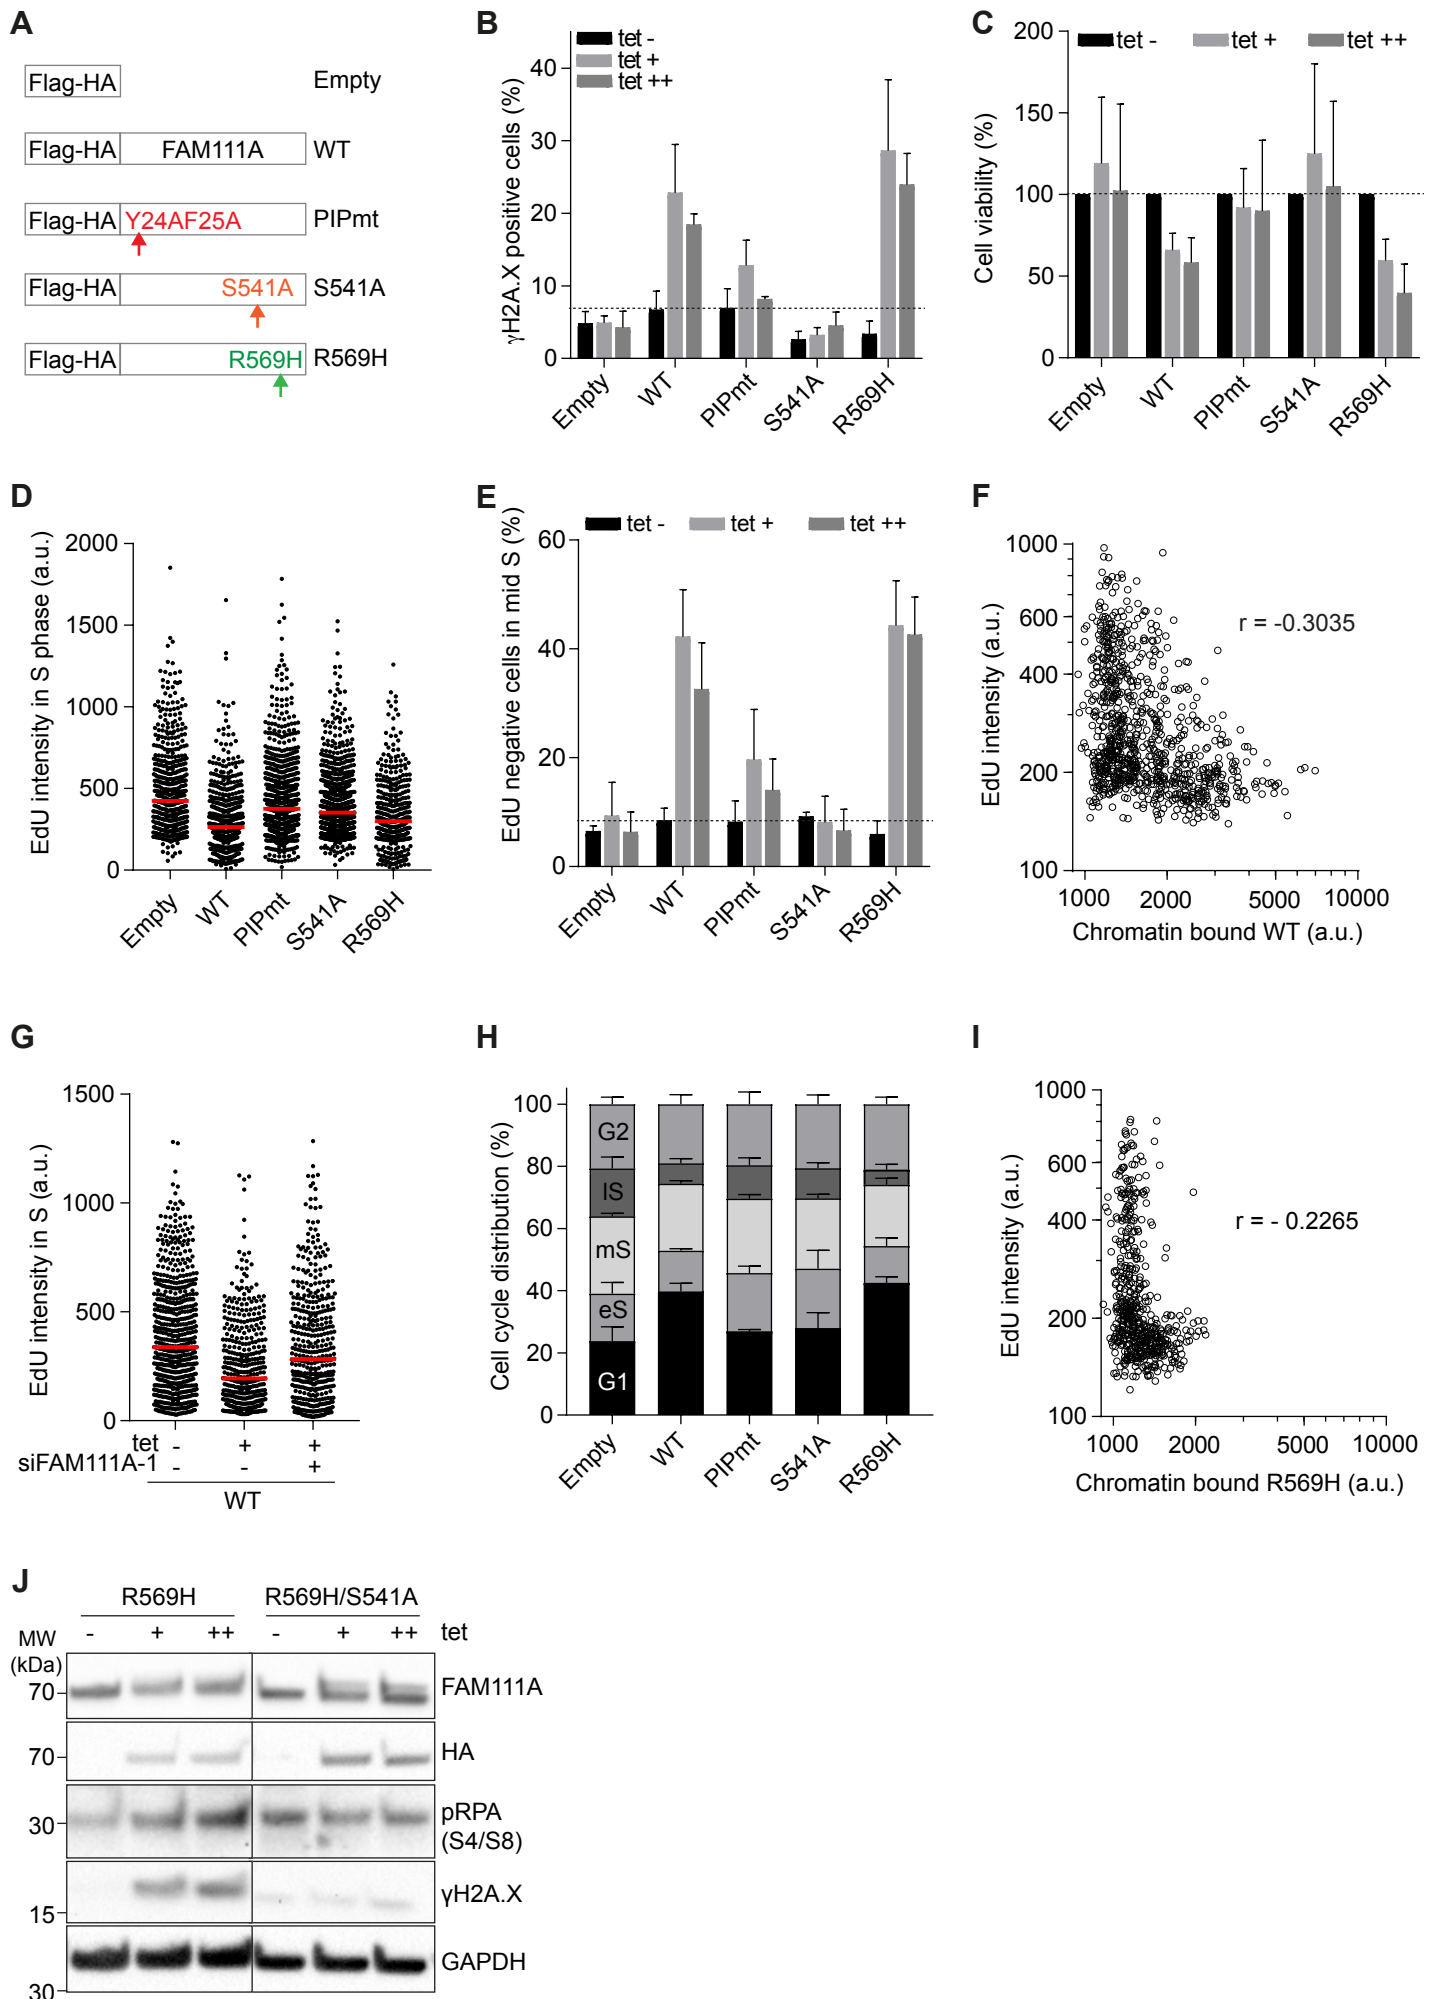 A
Flag-HA
Empty
Flag-HA FAM111A WT
Flag-HA Y24AF25A PIPmt
Flag-HA S541A S541A
Flag-HA R569H R569H
B
tet -
tet +
tet ++
γH2A.X positive cells (%)
40
30
20
10
0
Empty WT PIPmt S541A R569H
C
tet - tet + tet ++
Cell viability (%)
200
150
100
50
0
Empty WT PIPmt S541A R569H
D
EdU intensity in S phase (a.u.)
2000
1500
1000
500
0
Empty WT PIPmt S541A R569H
E
tet - tet + tet ++
EdU negative cells in mid S (%)
60
40
20
0
Empty WT PIPmt S541A R569H
F
EdU intensity (a.u.)
1000
600
400
200
100
r = -0.3035
1000 2000 5000 10000
Chromatin bound WT (a.u.)
G
EdU intensity in S (a.u.)
1500
1000
500
0
tet - + +
siFAM111A-1 - - +
WT
H
Cell cycle distribution (%)
100
80
60
40
20
0
G2
lS
mS
eS
G1
Empty WT PIPmt S541A R569H
I
EdU intensity (a.u.)
1000
600
400
200
100
r = - 0.2265
1000 2000 5000 10000
Chromatin bound R569H (a.u.)
J
R569H R569H/S541A
MW
(kDa)
- + ++ - + ++ tet
70 FAM111A
70 HA
30 pRPA
(S4/S8)
15 γH2A.X
30 GAPDH